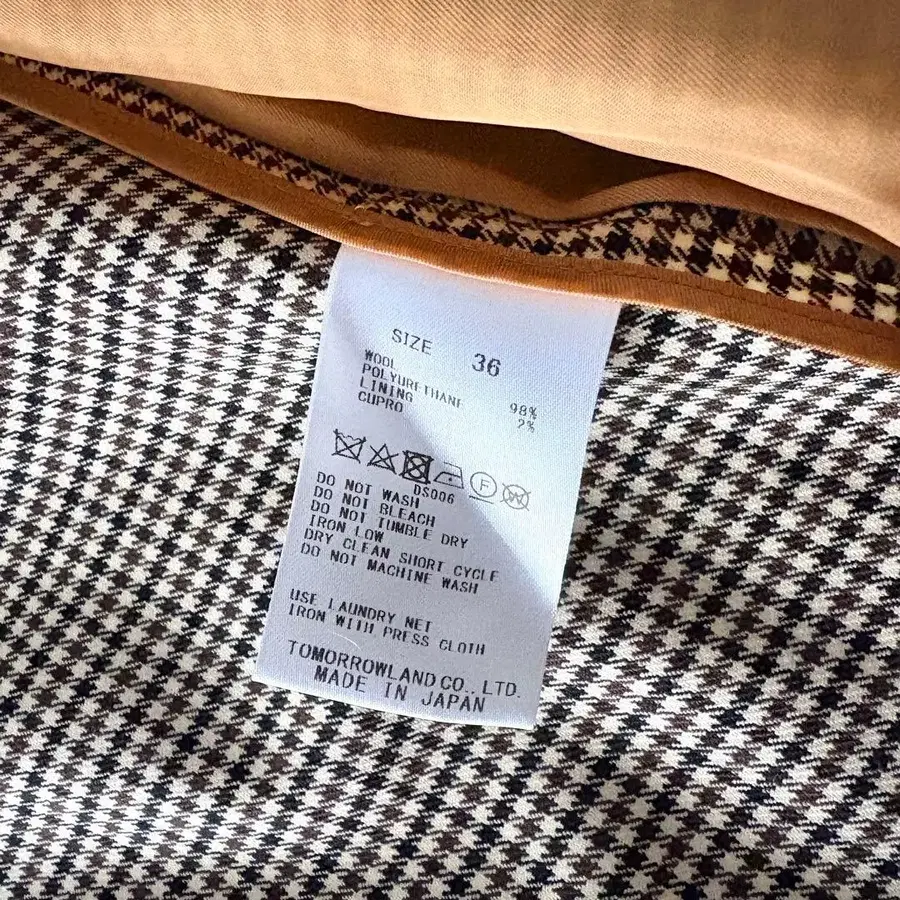 SIZE 36
WOOL 98%
POLYURETHANE 2%
LINING
CUPRO
F
W
DS006
DO NOT WASH
DO NOT BLEACH
DO NOT TUMBLE DRY
IRON LOW
DRY CLEAN SHORT CYCLE
DO NOT MACHINE WASH
USE LAUNDRY NET
IRON WITH PRESS CLOTH
TOMORROWLAND CO., LTD.
MADE IN JAPAN